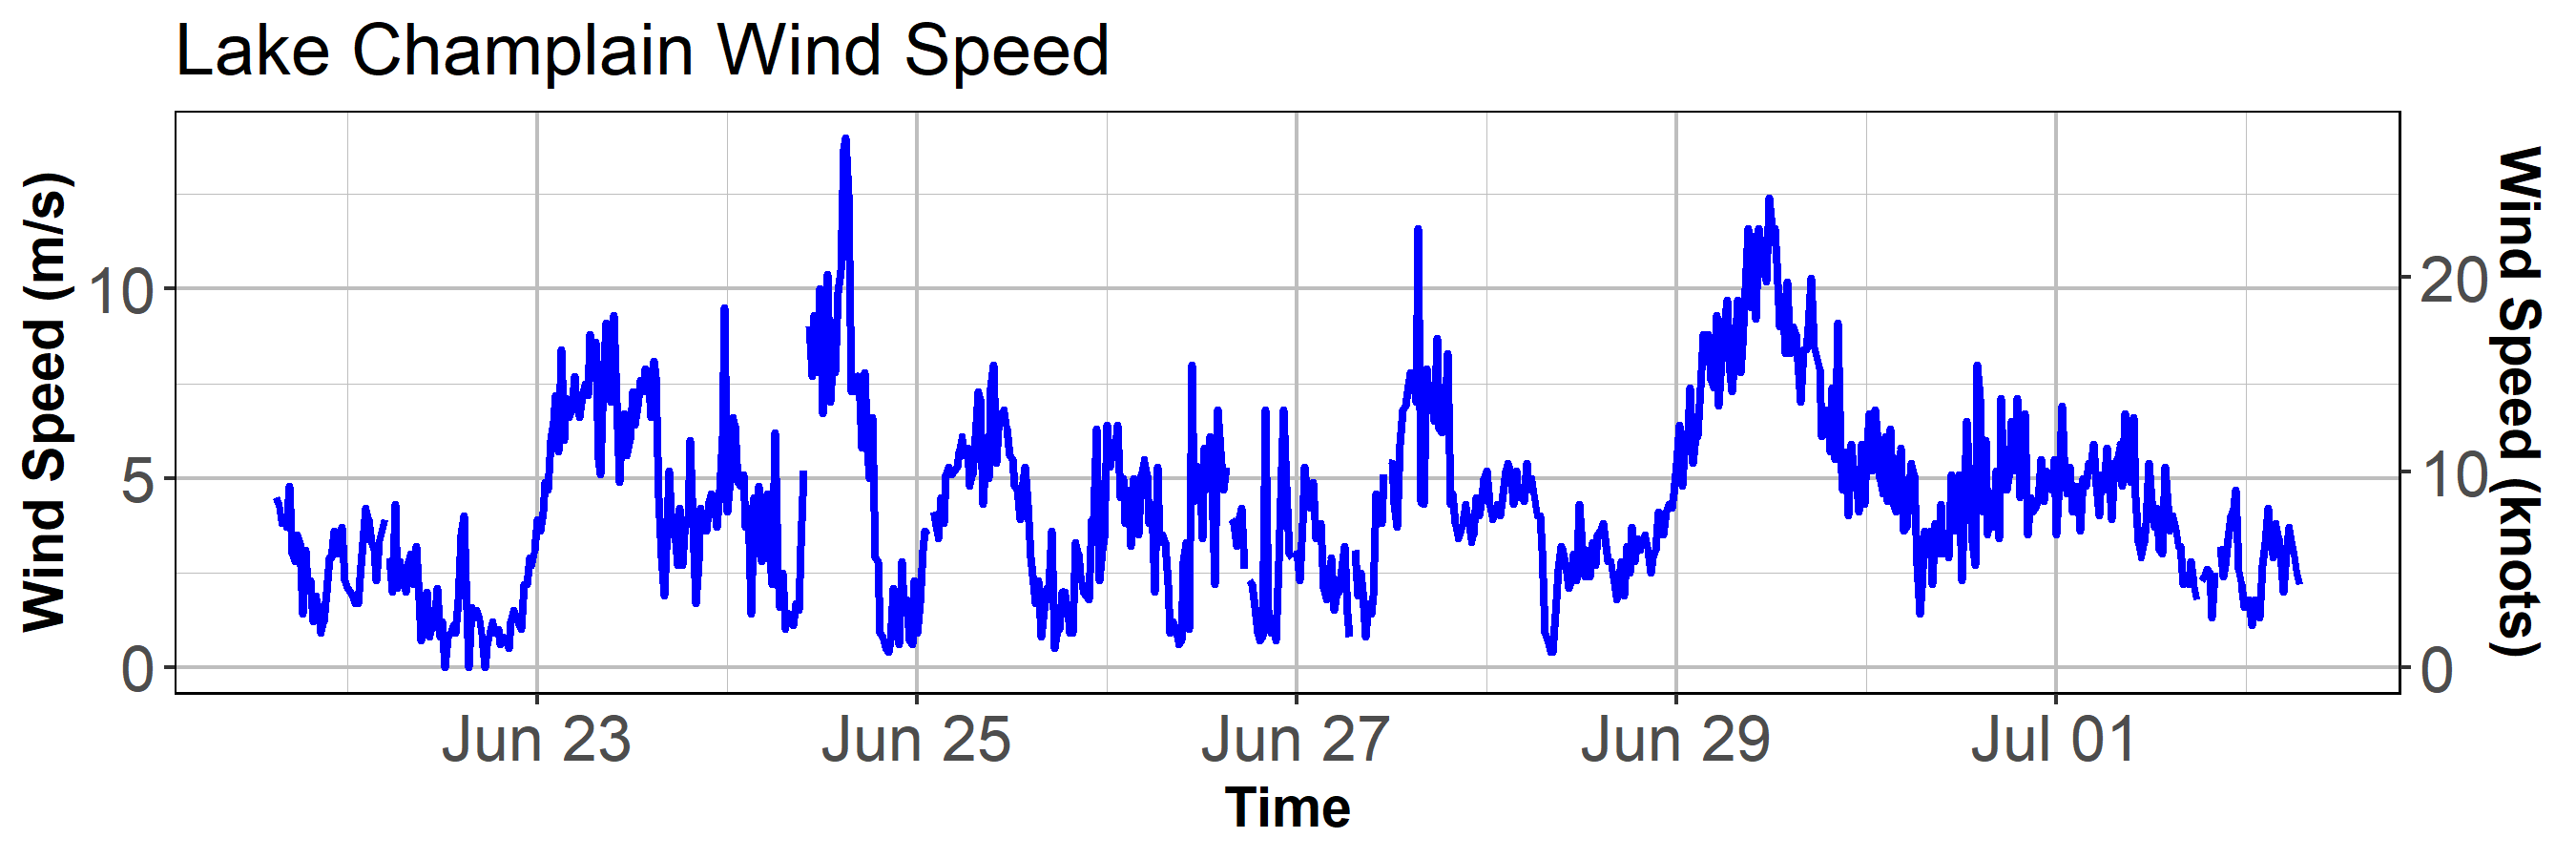 Lake Champlain Wind Speed
Wind Speed (m/s)
10
5
0
20
10
0
Wind Speed (knots)
Jun 23
Jun 25
Jun 27
Jun 29
Jul 01
Time